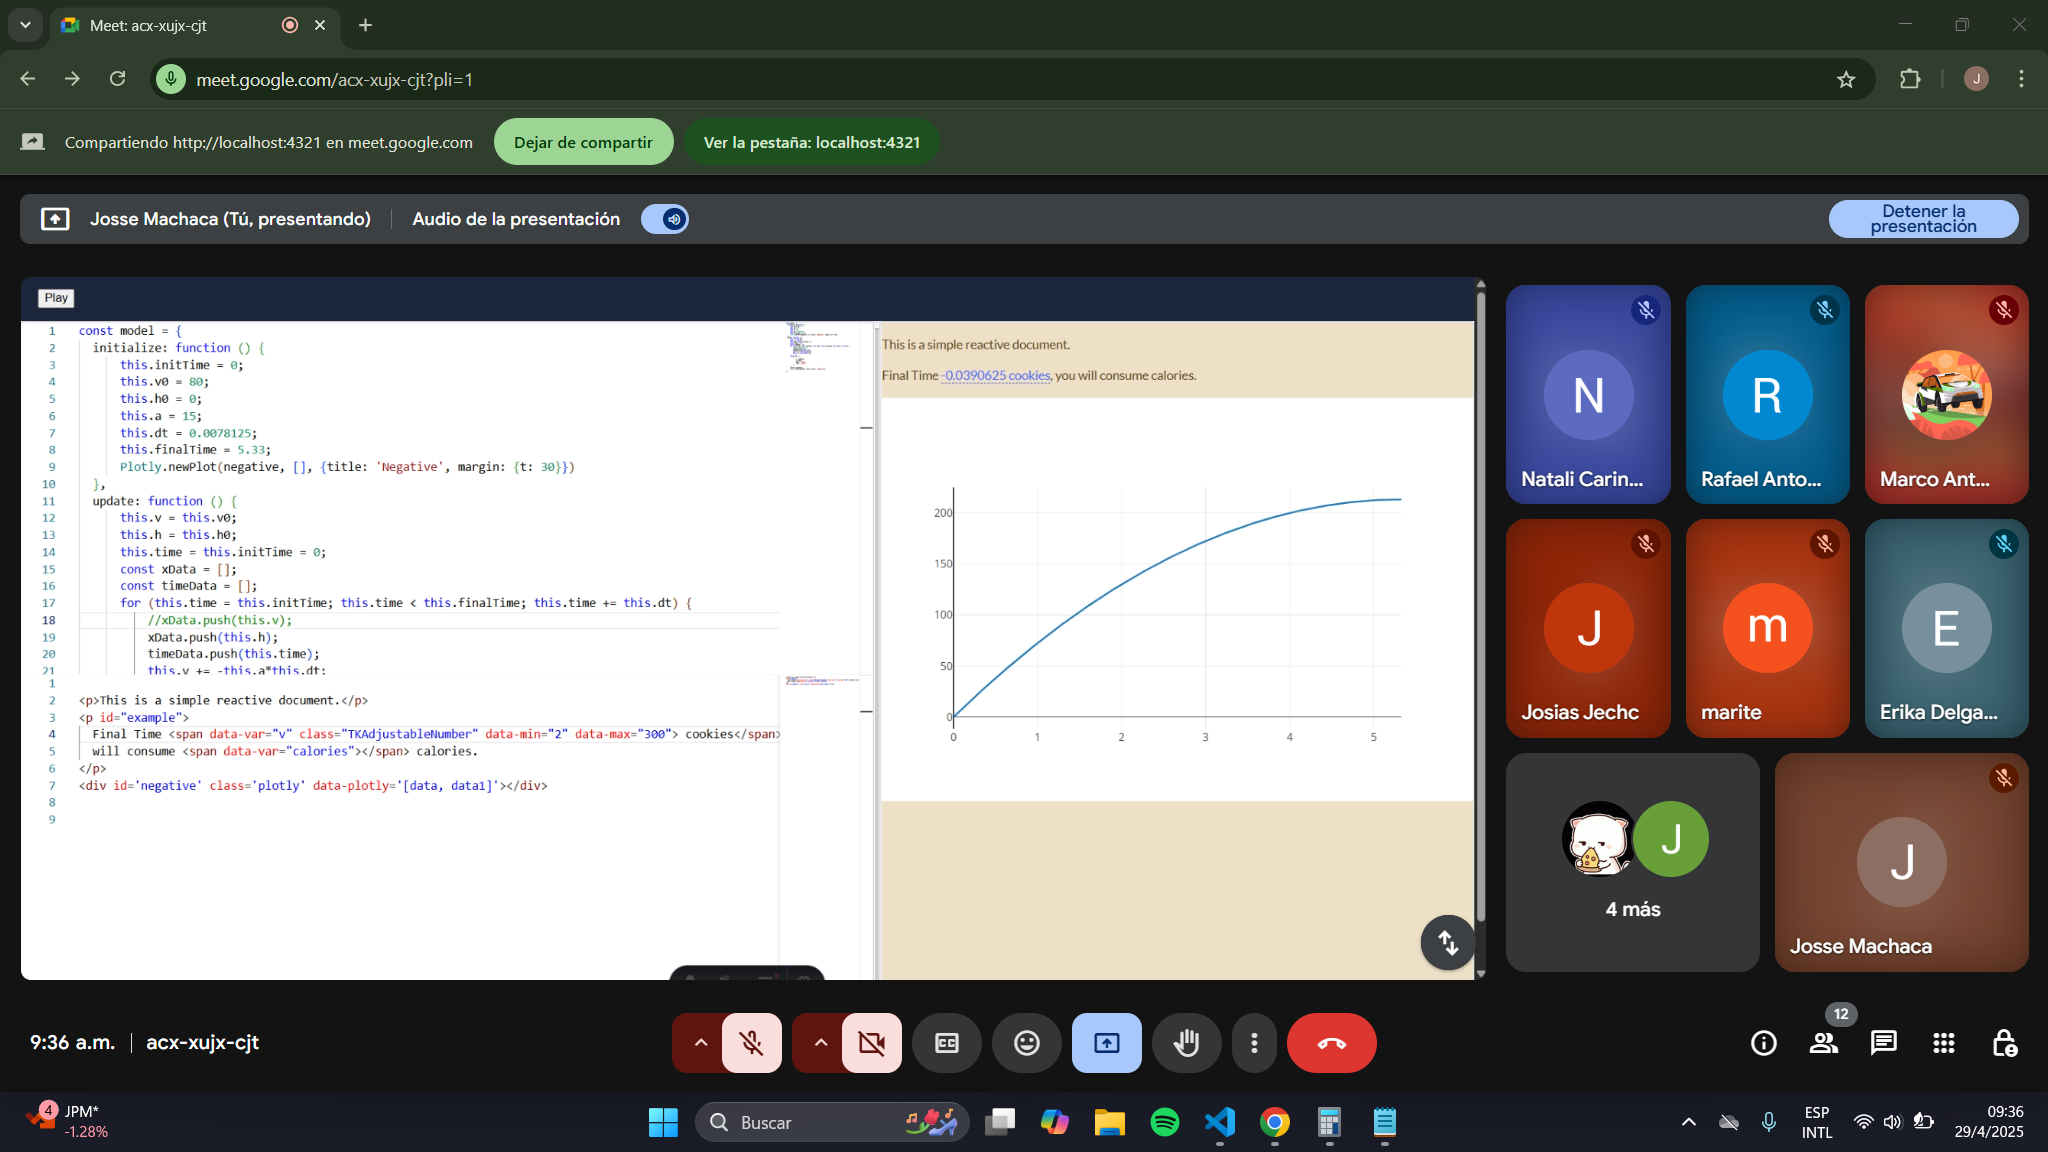 Meet: acx-xujx-cjt
meet.google.com/acx-xujx-cjt?pli=1
J
Compartiendo http://localhost:4321 en meet.google.com
Dejar de compartir
Ver la pestaña: localhost:4321
Josse Machaca (Tú, presentando)
Audio de la presentación
Detener la
presentación
Play
1 const model = {
2 initialize: function () {
3 this.initTime = 0;
4 this.v0 = 80;
5 this.h0 = 0;
6 this.a = 15;
7 this.dt = 0.0078125;
8 this.finalTime = 5.33;
9 Plotly.newPlot(negative, [], {title: 'Negative', margin: {t: 30}})
10 },
11 update: function () {
12 this.v = this.v0;
13 this.h = this.h0;
14 this.time = this.initTime = 0;
15 const xData = [];
16 const timeData = [];
17 for (this.time = this.initTime; this.time < this.finalTime; this.time += this.dt) {
18 //xData.push(this.v);
19 xData.push(this.h);
20 timeData.push(this.time);
21 this.v += -this.a*this.dt;
1
2 <p>This is a simple reactive document.</p>
3 <p id="example">
4 Final Time <span data-var="v" class="TKAdjustableNumber" data-min="2" data-max="300"> cookies</span>
5 will consume <span data-var="calories"></span> calories.
6 </p>
7 <div id='negative' class='plotly' data-plotly='[data, data1]'></div>
8
9
This is a simple reactive document.
Final Time -0.0390625 cookies, you will consume calories.
200
150
100
50
0
0 1 2 3 4 5
N
Natali Carin...
R
Rafael Anto...
Marco Ant...
J
Josias Jechc
m
marite
E
Erika Delga...
J
4 más
J
Josse Machaca
9:36 a.m.
acx-xujx-cjt
CC
12
4
JPM*
-1.28%
Buscar
ESP
INTL
09:36
29/4/2025